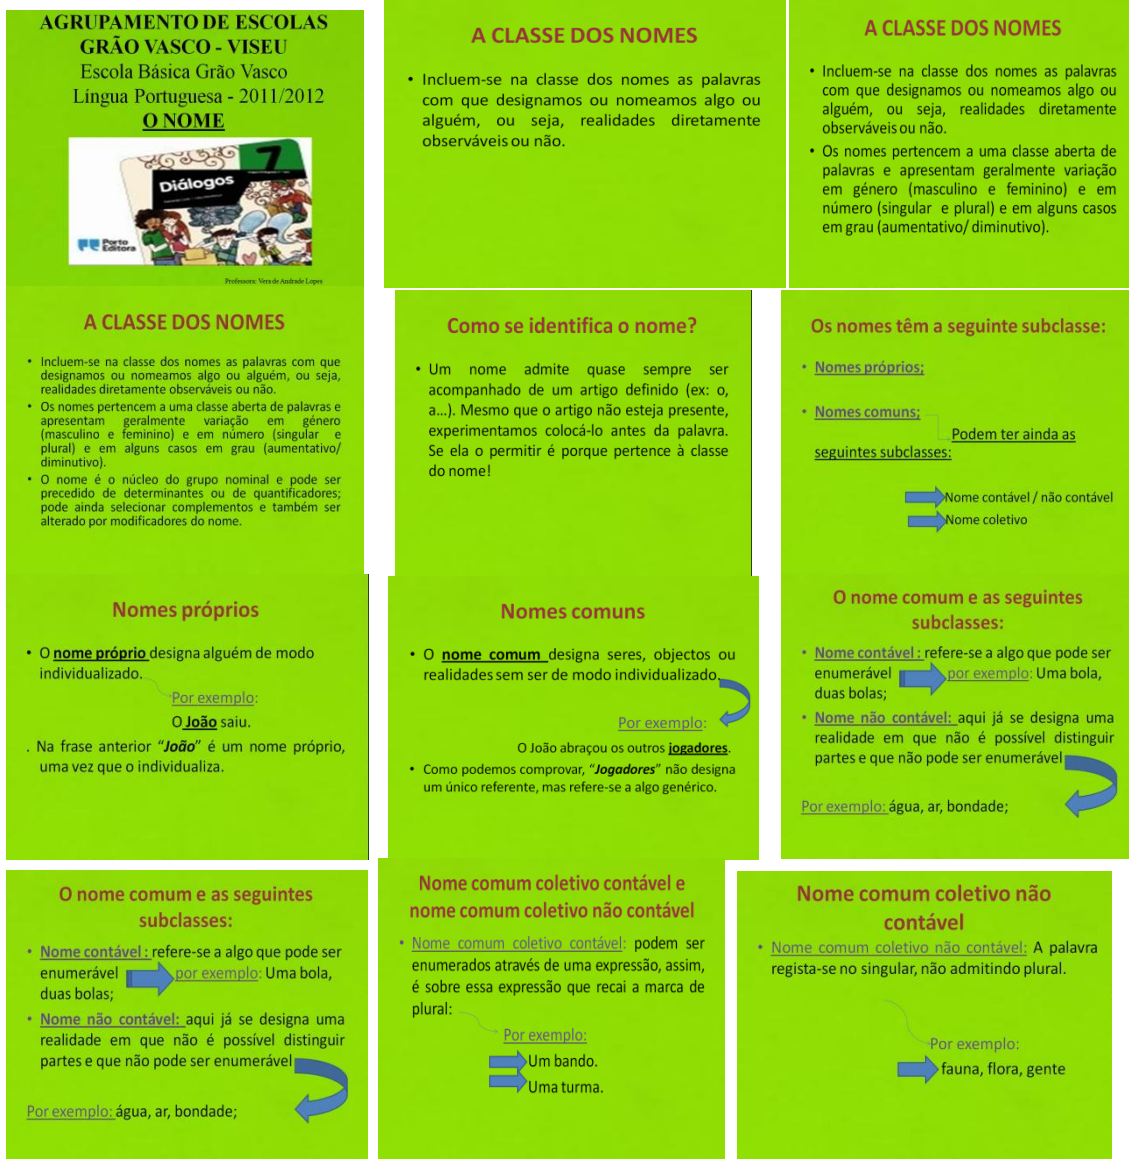 AGRUPAMENTO DE ESCOLAS
GRÃO VASCO - VISEU
Escola Básica Grão Vasco
Língua Portuguesa - 2011/2012
O NOME
7
Diálogos
Porto
Editora
Professora: Vera de Andrade Lopes
A CLASSE DOS NOMES
• Incluem-se na classe dos nomes as palavras
com que designamos ou nomeamos algo ou
alguém, ou seja, realidades diretamente
observáveis ou não.
A CLASSE DOS NOMES
• Incluem-se na classe dos nomes as palavras
com que designamos ou nomeamos algo ou
alguém, ou seja, realidades diretamente
observáveis ou não.
• Os nomes pertencem a uma classe aberta de
palavras e apresentam geralmente variação
em género (masculino e feminino) e em
número (singular e plural) e em alguns casos
em grau (aumentativo/ diminutivo).
A CLASSE DOS NOMES
• Incluem-se na classe dos nomes as palavras com que
designamos ou nomeamos algo ou alguém, ou seja,
realidades diretamente observáveis ou não.
• Os nomes pertencem a uma classe aberta de palavras e
apresentam geralmente variação em género
(masculino e feminino) e em número (singular e
plural) e em alguns casos em grau (aumentativo/
diminutivo).
• O nome é o núcleo do grupo nominal e pode ser
precedido de determinantes ou de quantificadores;
pode ainda selecionar complementos e também ser
alterado por modificadores do nome.
Como se identifica o nome?
• Um nome admite quase sempre ser
acompanhado de um artigo definido (ex: o,
a...). Mesmo que o artigo não esteja presente,
experimentamos colocá-lo antes da palavra.
Se ela o permitir é porque pertence à classe
do nome!
Os nomes têm a seguinte subclasse:
• Nomes próprios;
• Nomes comuns;
Podem ter ainda as
seguintes subclasses:
Nome contável / não contável
Nome coletivo
Nomes próprios
• O nome próprio designa alguém de modo
individualizado.
Por exemplo:
O João saiu.
. Na frase anterior “João” é um nome próprio,
uma vez que o individualiza.
Nomes comuns
• O nome comum designa seres, objectos ou
realidades sem ser de modo individualizado.
Por exemplo:
O João abraçou os outros jogadores.
• Como podemos comprovar, “Jogadores” não designa
um único referente, mas refere-se a algo genérico.
O nome comum e as seguintes
subclasses:
• Nome contável : refere-se a algo que pode ser
enumerável por exemplo: Uma bola,
duas bolas;
• Nome não contável: aqui já se designa uma
realidade em que não é possível distinguir
partes e que não pode ser enumerável
Por exemplo: água, ar, bondade;
O nome comum e as seguintes
subclasses:
• Nome contável : refere-se a algo que pode ser
enumerável por exemplo: Uma bola,
duas bolas;
• Nome não contável: aqui já se designa uma
realidade em que não é possível distinguir
partes e que não pode ser enumerável
Por exemplo: água, ar, bondade;
Nome comum coletivo contável e
nome comum coletivo não contável
• Nome comum coletivo contável: podem ser
enumerados através de uma expressão, assim,
é sobre essa expressão que recai a marca de
plural:
Por exemplo:
Um bando.
Uma turma.
Nome comum coletivo não
contável
• Nome comum coletivo não contável: A palavra
regista-se no singular, não admitindo plural.
Por exemplo:
fauna, flora, gente